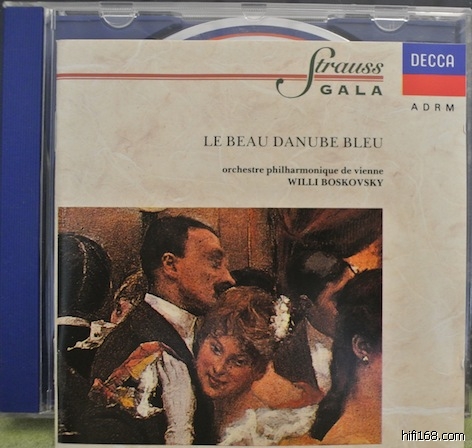 Strauss
GALA
DECCA
ADRM
LE BEAU DANUBE BLEU
orchestre philharmonique de vienne
WILLI BOSKOVSKY
hifi168.com